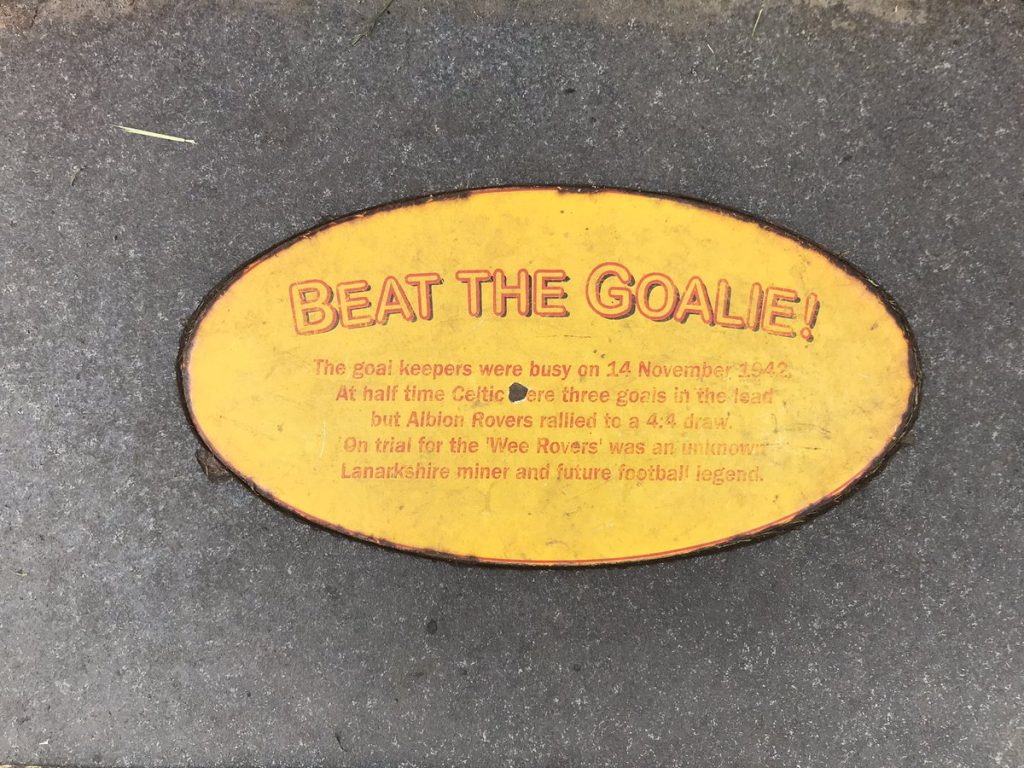 BEAT THE GOALIE!
The goal keepers were busy on 14 November 1942
At half time Celtic were three goals in the lead
but Albion Rovers rallied to a 4:4 draw.
On trial for the 'Wee Rovers' was an unknown
Lanarkshire miner and future football legend.